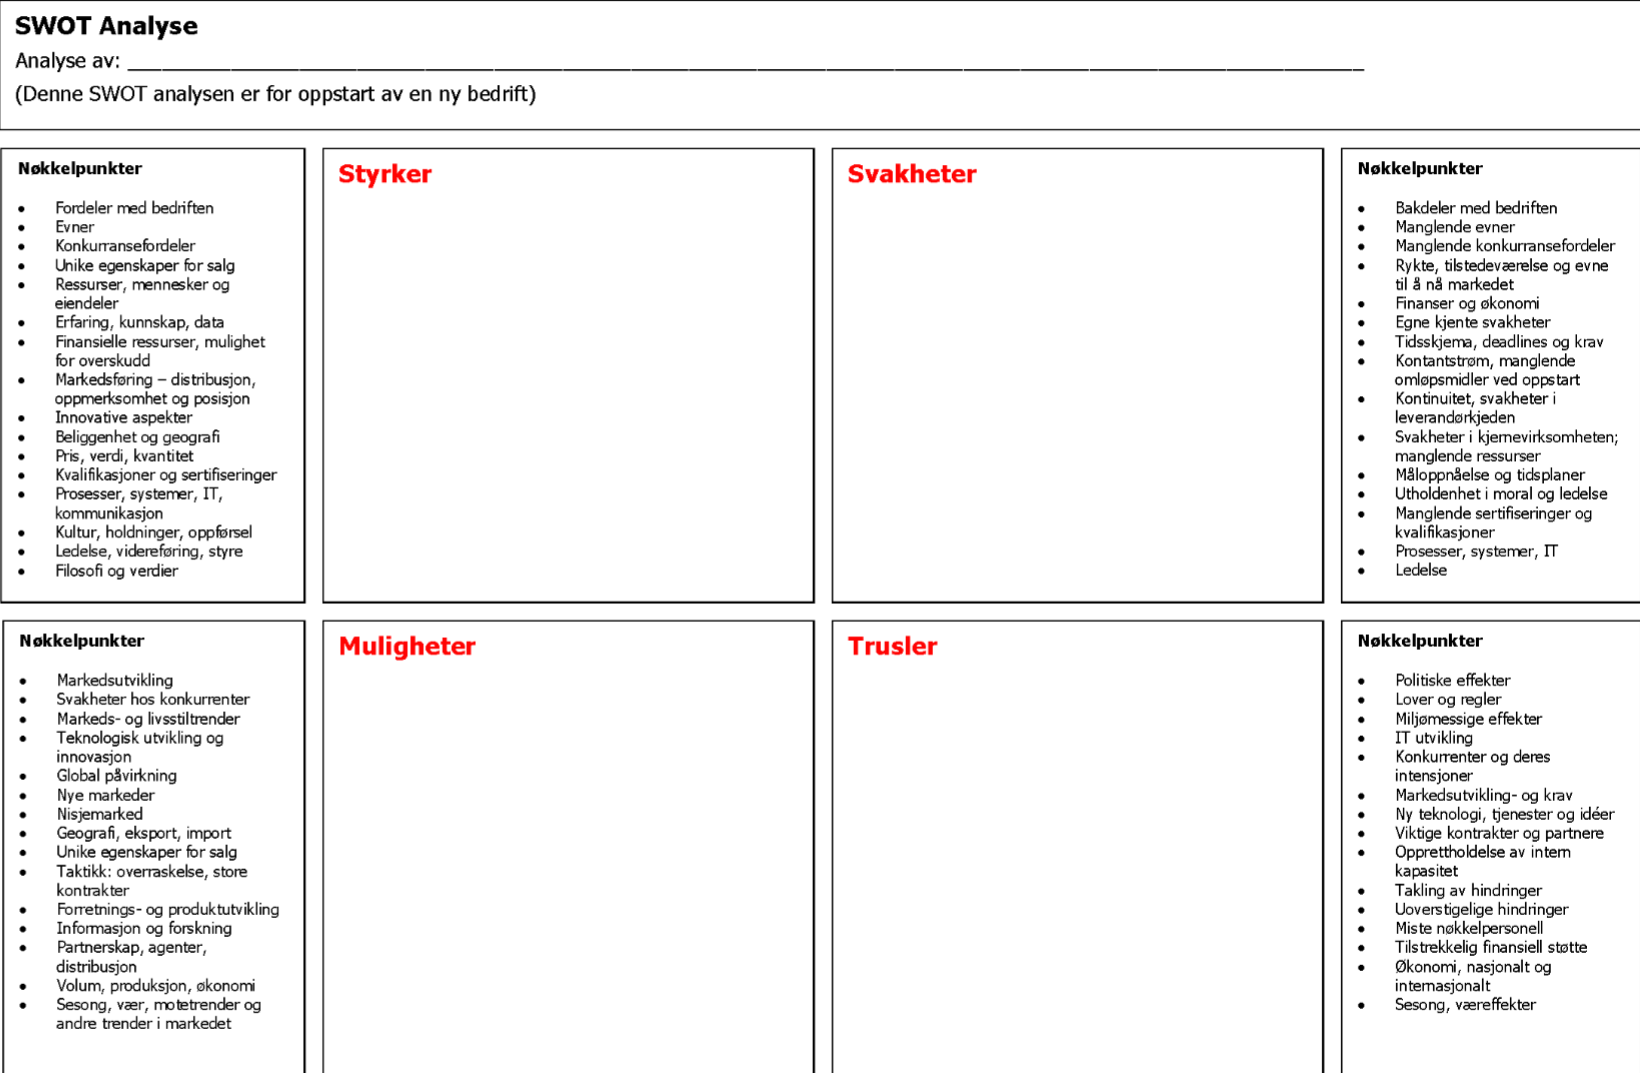 SWOT Analyse
Analyse av: ______________________________________________________________________________________________
(Denne SWOT analysen er for oppstart av en ny bedrift)
Nøkkelpunkter
• Fordeler med bedriften
• Evner
• Konkurransefordeler
• Unike egenskaper for salg
• Ressurser, mennesker og
eiendeler
• Erfaring, kunnskap, data
• Finansielle ressurser, mulighet
for overskudd
• Markedsføring – distribusjon,
oppmerksomhet og posisjon
• Innovative aspekter
• Beliggenhet og geografi
• Pris, verdi, kvantitet
• Kvalifikasjoner og sertifiseringer
• Prosesser, systemer, IT,
kommunikasjon
• Kultur, holdninger, oppførsel
• Ledelse, videreføring, styre
• Filosofi og verdier
Styrker
Svakheter
Nøkkelpunkter
• Bakdeler med bedriften
• Manglende evner
• Manglende konkurransefordeler
• Rykte, tilstedeværelse og evne
til å nå markedet
• Finanser og økonomi
• Egne kjente svakheter
• Tidsskjema, deadlines og krav
• Kontantstrøm, manglende
omløpsmidler ved oppstart
• Kontinuitet, svakheter i
leverandørkjeden
• Svakheter i kjernevirksomheten;
manglende ressurser
• Måloppnåelse og tidsplaner
• Utholdenhet i moral og ledelse
• Manglende sertifiseringer og
kvalifikasjoner
• Prosesser, systemer, IT
• Ledelse
Nøkkelpunkter
• Markedsutvikling
• Svakheter hos konkurrenter
• Markeds- og livsstiltrender
• Teknologisk utvikling og
innovasjon
• Global påvirkning
• Nye markeder
• Nisjemarked
• Geografi, eksport, import
• Unike egenskaper for salg
• Taktikk: overraskelse, store
kontrakter
• Forretnings- og produktutvikling
• Informasjon og forskning
• Partnerskap, agenter,
distribusjon
• Volum, produksjon, økonomi
• Sesong, vær, motetrender og
andre trender i markedet
Muligheter
Trusler
Nøkkelpunkter
• Politiske effekter
• Lover og regler
• Miljømessige effekter
• IT utvikling
• Konkurrenter og deres
intensjoner
• Markedsutvikling- og krav
• Ny teknologi, tjenester og idéer
• Viktige kontrakter og partnere
• Opprettholdelse av intern
kapasitet
• Takling av hindringer
• Uoverstigelige hindringer
• Miste nøkkelpersonell
• Tilstrekkelig finansiell støtte
• Økonomi, nasjonalt og
internasjonalt
• Sesong, væreffekter